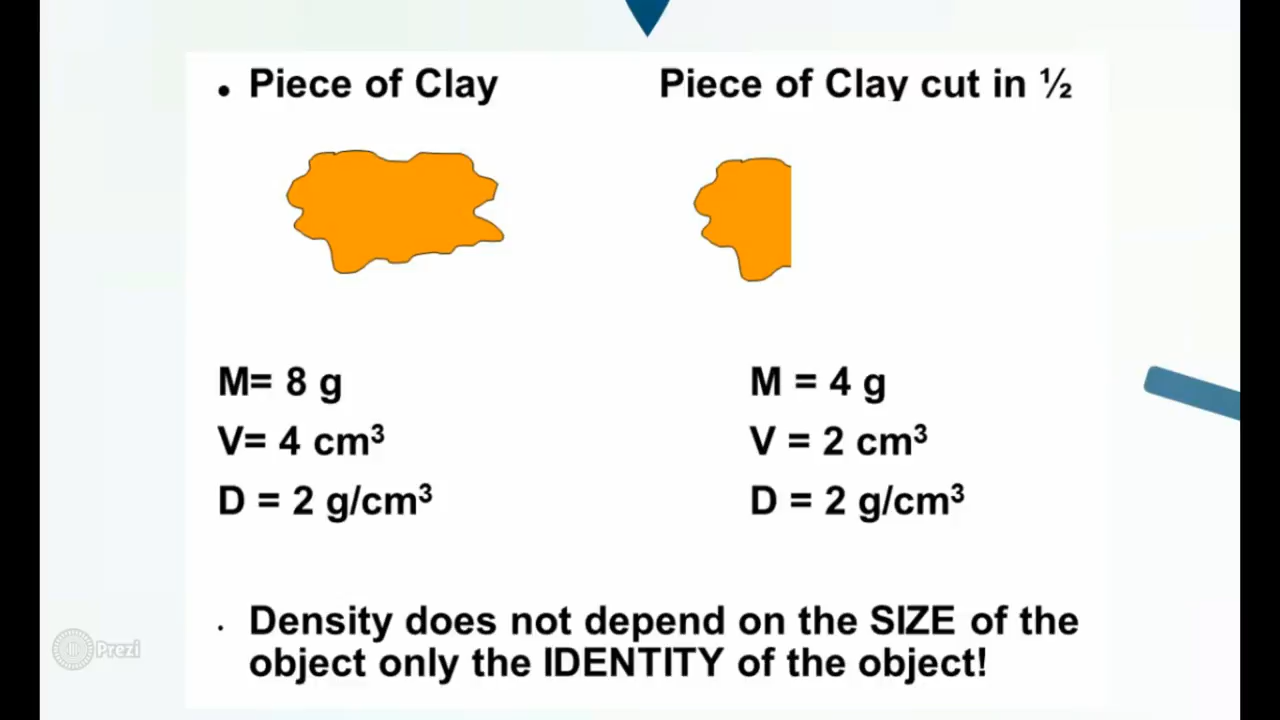 • Piece of Clay
Piece of Clay cut in ½
M= 8 g
V= 4 cm³
D = 2 g/cm³
M = 4 g
V = 2 cm³
D = 2 g/cm³
• Density does not depend on the SIZE of the
object only the IDENTITY of the object!
Prezi